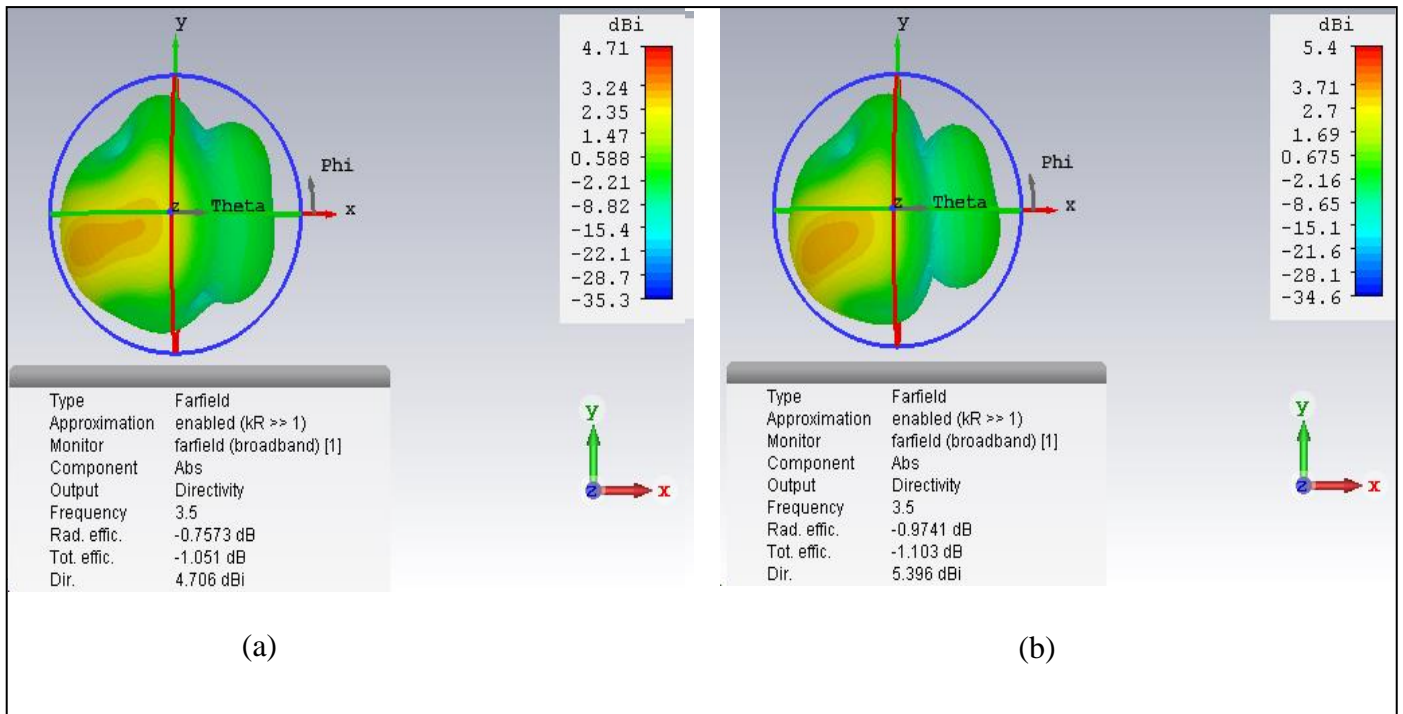 y
Phi
z
Theta
x
dBi
4.71
3.24
2.35
1.47
0.588
-2.21
-8.82
-15.4
-22.1
-28.7
-35.3
Type Farfield
Approximation enabled (kR >> 1)
Monitor farfield (broadband) [1]
Component Abs
Output Directivity
Frequency 3.5
Rad. effic. -0.7573 dB
Tot. effic. -1.051 dB
Dir. 4.706 dBi
y
z
x
(a)
y
Phi
z
Theta
x
dBi
5.4
3.71
2.7
1.69
0.675
-2.16
-8.65
-15.1
-21.6
-28.1
-34.6
Type Farfield
Approximation enabled (kR >> 1)
Monitor farfield (broadband) [1]
Component Abs
Output Directivity
Frequency 3.5
Rad. effic. -0.9741 dB
Tot. effic. -1.103 dB
Dir. 5.396 dBi
y
z
x
(b)